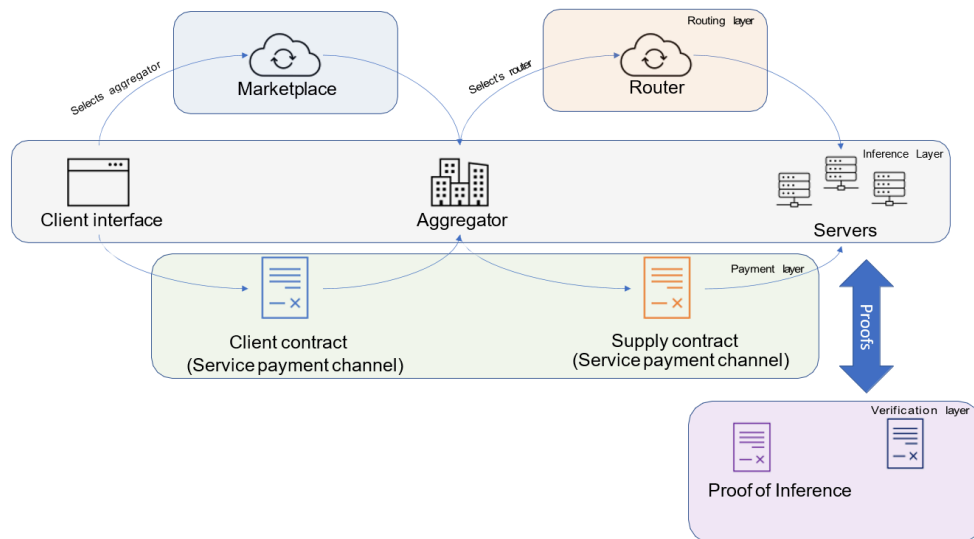 Routing layer
Selects aggregator
Marketplace
Select's router
Router
Inference Layer
Client interface
Aggregator
Servers
Payment layer
Client contract
(Service payment channel)
Supply contract
(Service payment channel)
Proofs
Verification layer
Proof of Inference